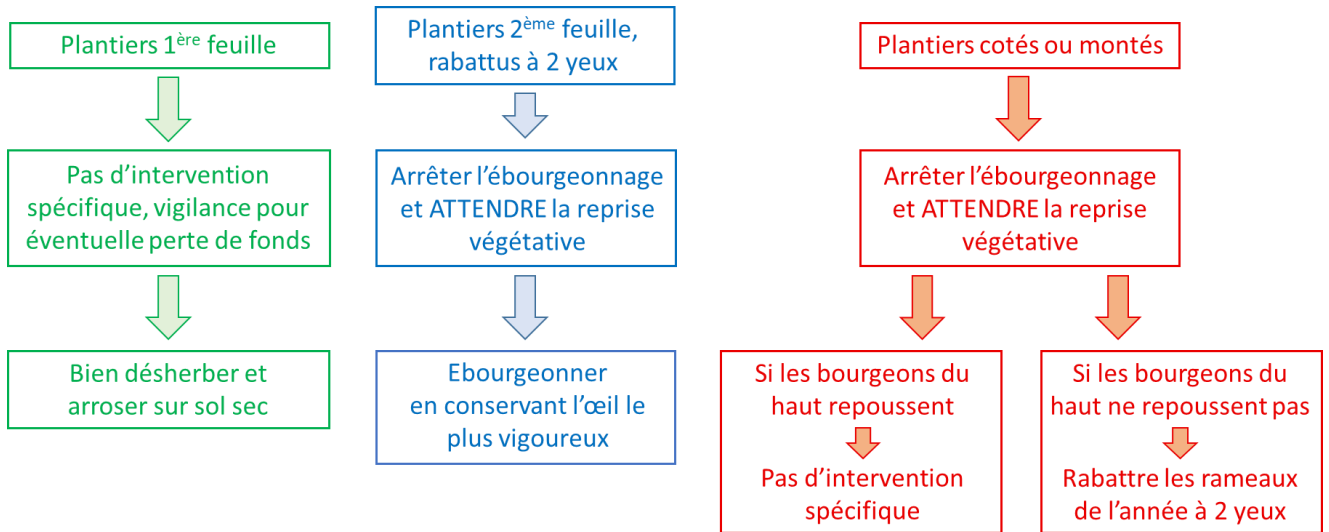 Plantiers 1ère feuille
Pas d’intervention
spécifique, vigilance pour
éventuelle perte de fonds
Bien désherber et
arroser sur sol sec
Plantiers 2ème feuille,
rabattus à 2 yeux
Arrêter l’ébourgeonnage
et ATTENDRE la reprise
végétative
Ebourgeonner
en conservant l’œil le
plus vigoureux
Plantiers cotés ou montés
Arrêter l’ébourgeonnage
et ATTENDRE la reprise
végétative
Si les bourgeons du
haut repoussent
Pas d’intervention
spécifique
Si les bourgeons du
haut ne repoussent pas
Rabattre les rameaux
de l’année à 2 yeux